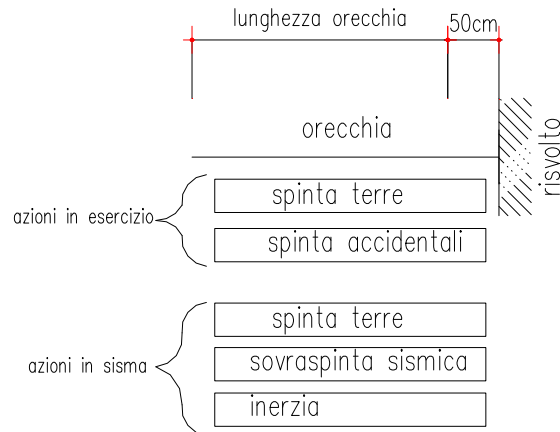 lunghezza orecchia
50cm
orecchia
risvolto
azioni in esercizio
spinta terre
spinta accidentali
azioni in sisma
spinta terre
sovraspinta sismica
inerzia